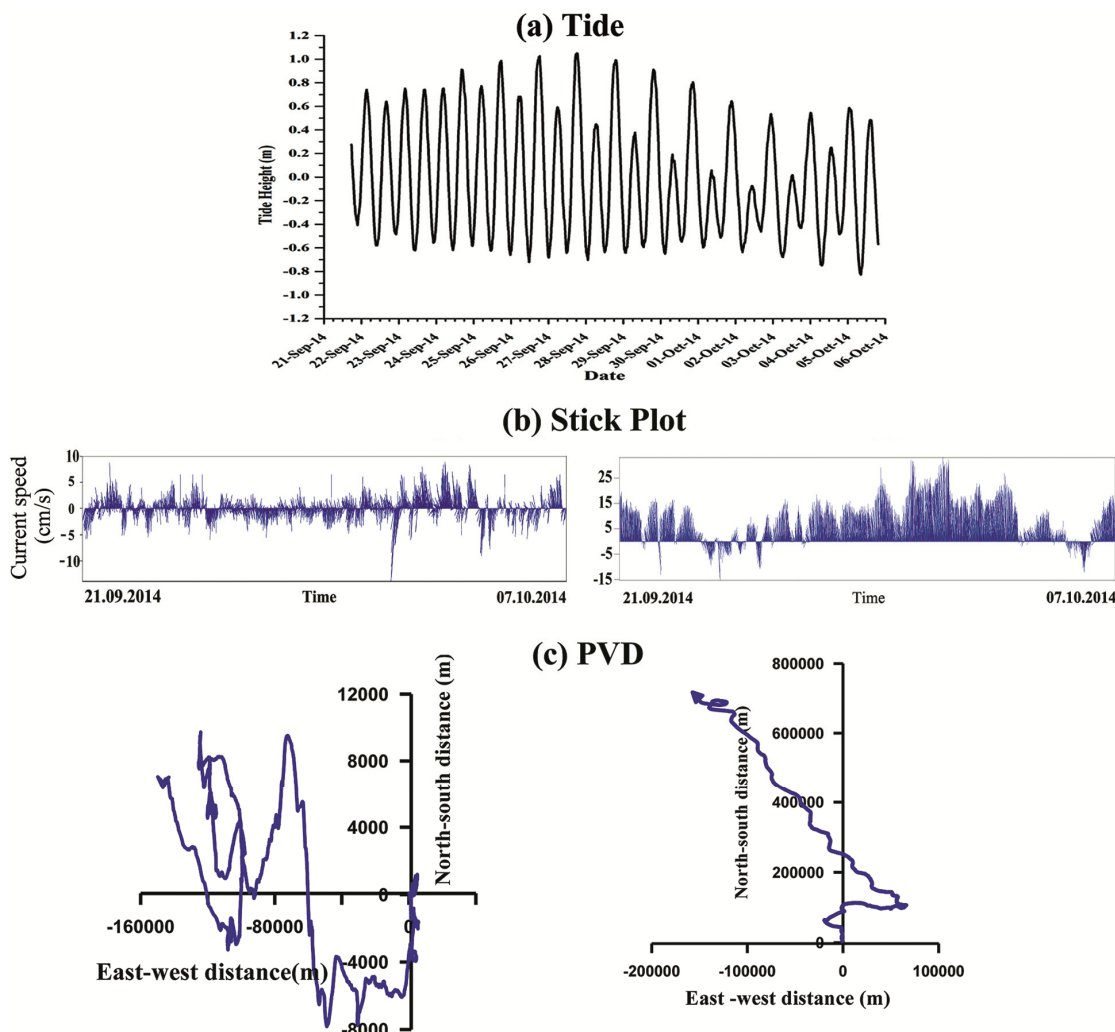 (a) Tide
1.2
1.0
0.8
0.6
0.4
0.2
0.0
-0.2
-0.4
-0.6
-0.8
-1.0
-1.2
Tide Height (m)
21-Sep-14
22-Sep-14
23-Sep-14
24-Sep-14
25-Sep-14
26-Sep-14
27-Sep-14
28-Sep-14
29-Sep-14
30-Sep-14
01-Oct-14
02-Oct-14
03-Oct-14
04-Oct-14
05-Oct-14
06-Oct-14
Date
(b) Stick Plot
Current speed
(cm/s)
10
5
0
-5
-10
21.09.2014 Time 07.10.2014
25
15
5
-5
-15
21.09.2014 Time 07.10.2014
(c) PVD
12000
8000
4000
0
-4000
-8000
North-south distance (m)
-160000 -80000 0
East-west distance(m)
800000
600000
400000
200000
0
North-south distance (m)
-200000 -100000 0 100000
East -west distance (m)